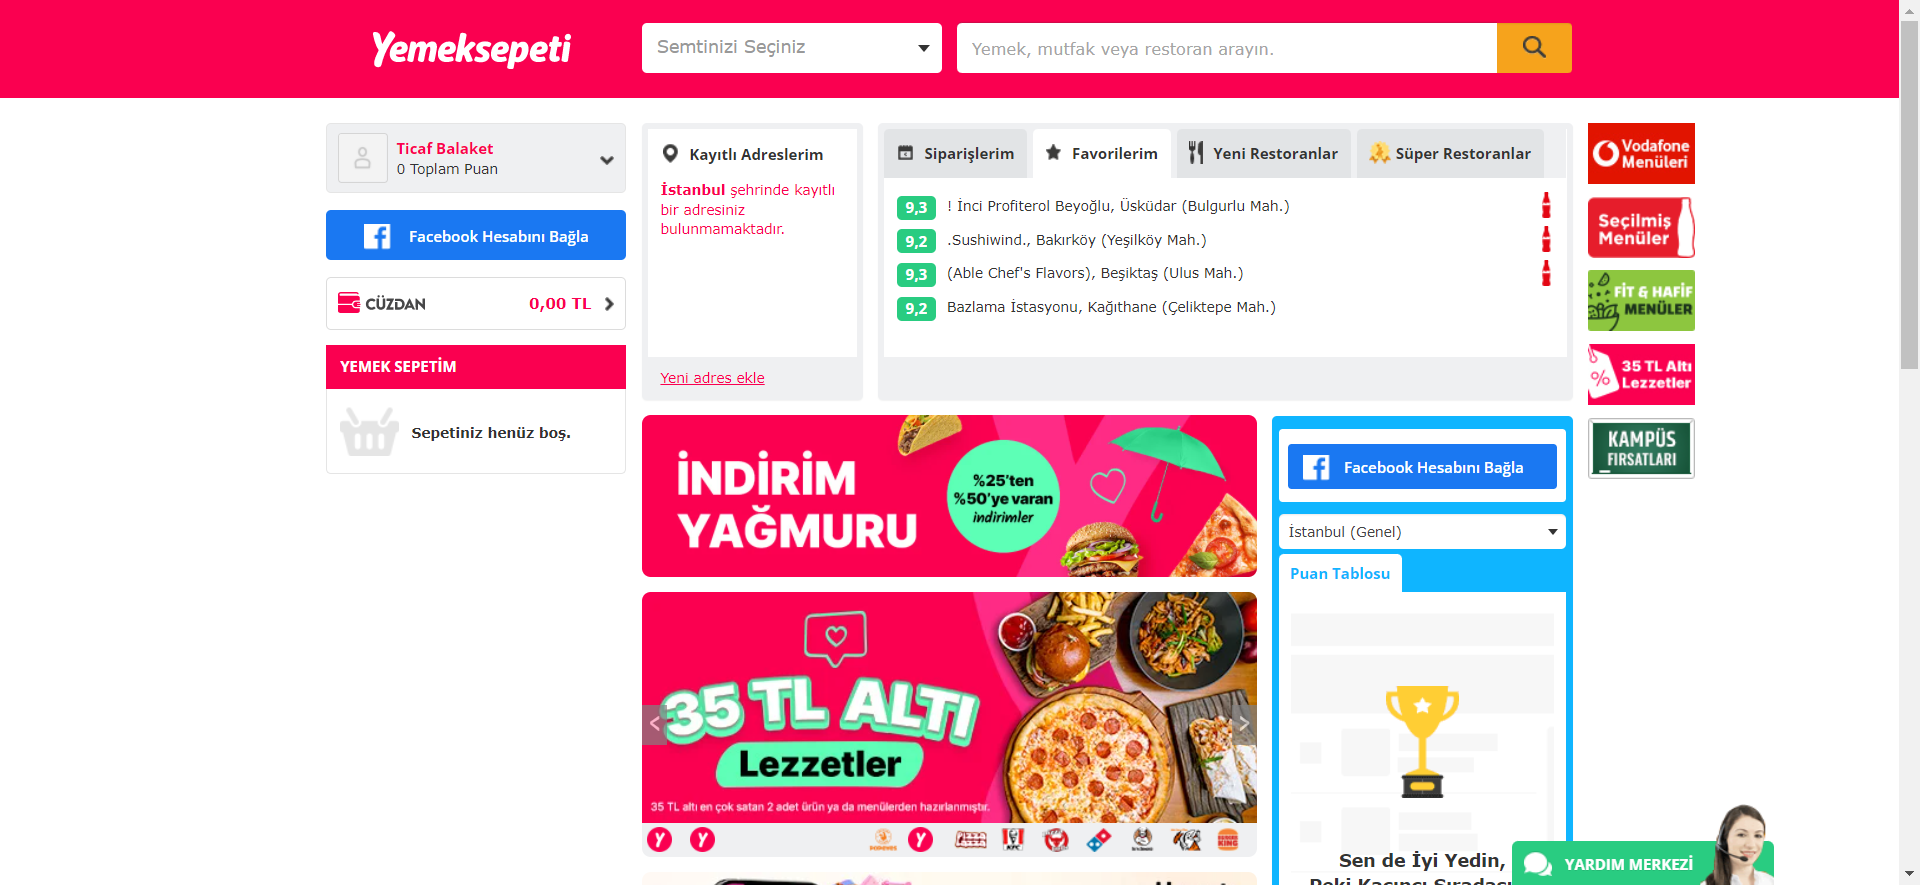 Yemeksepeti
Semtinizi Seçiniz
Yemek, mutfak veya restoran arayın.
Ticaf Balaket
0 Toplam Puan
Facebook Hesabını Bağla
CÜZDAN
0,00 TL
YEMEK SEPETİM
Sepetiniz henüz boş.
Kayıtlı Adreslerim
İstanbul şehrinde kayıtlı
bir adresiniz
bulunmamaktadır.
Yeni adres ekle
Siparişlerim
Favorilerim
Yeni Restoranlar
Süper Restoranlar
9,3 ! İnci Profiterol Beyoğlu, Üsküdar (Bulgurlu Mah.)
9,2 .Sushiwind., Bakırköy (Yeşilköy Mah.)
9,3 (Able Chef's Flavors), Beşiktaş (Ulus Mah.)
9,2 Bazlama İstasyonu, Kağıthane (Çeliktepe Mah.)
Vodafone
Menüleri
Seçilmiş
Menüler
FİT & HAFİF
MENÜLER
35 TL Altı
Lezzetler
%
KAMPÜS
FIRSATLARI
İNDİRİM
YAĞMURU
%25'ten
%50'ye varan
indirimler
35 TL ALTI
Lezzetler
35 TL altı en çok satan 2 adet ürün ya da menülerden hazırlanmıştır.
Y
Y
Y
KFC
BURGER
KING
Facebook Hesabını Bağla
İstanbul (Genel)
Puan Tablosu
Sen de İyi Yedin,
YARDIM MERKEZİ